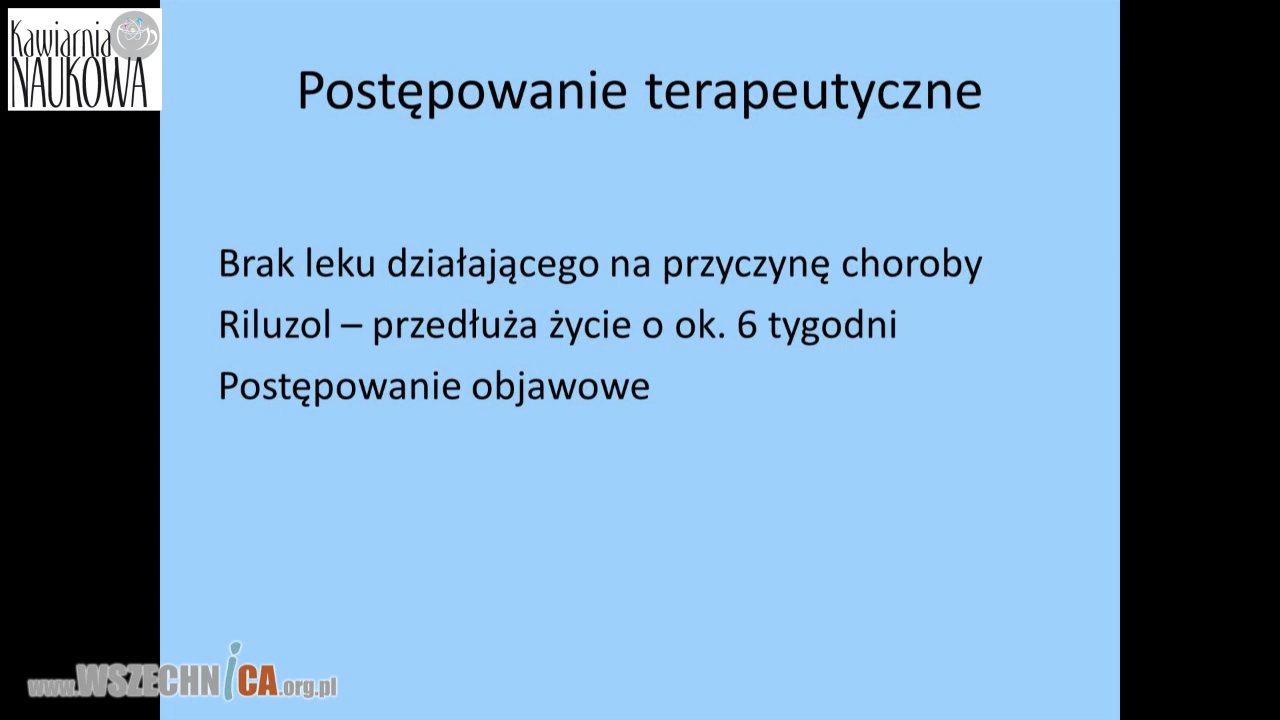 Kawiarnia
NAUKOWA
Postępowanie terapeutyczne
Brak leku działającego na przyczynę choroby
Riluzol – przedłuża życie o ok. 6 tygodni
Postępowanie objawowe
www.WSZECHNiCA.org.pl